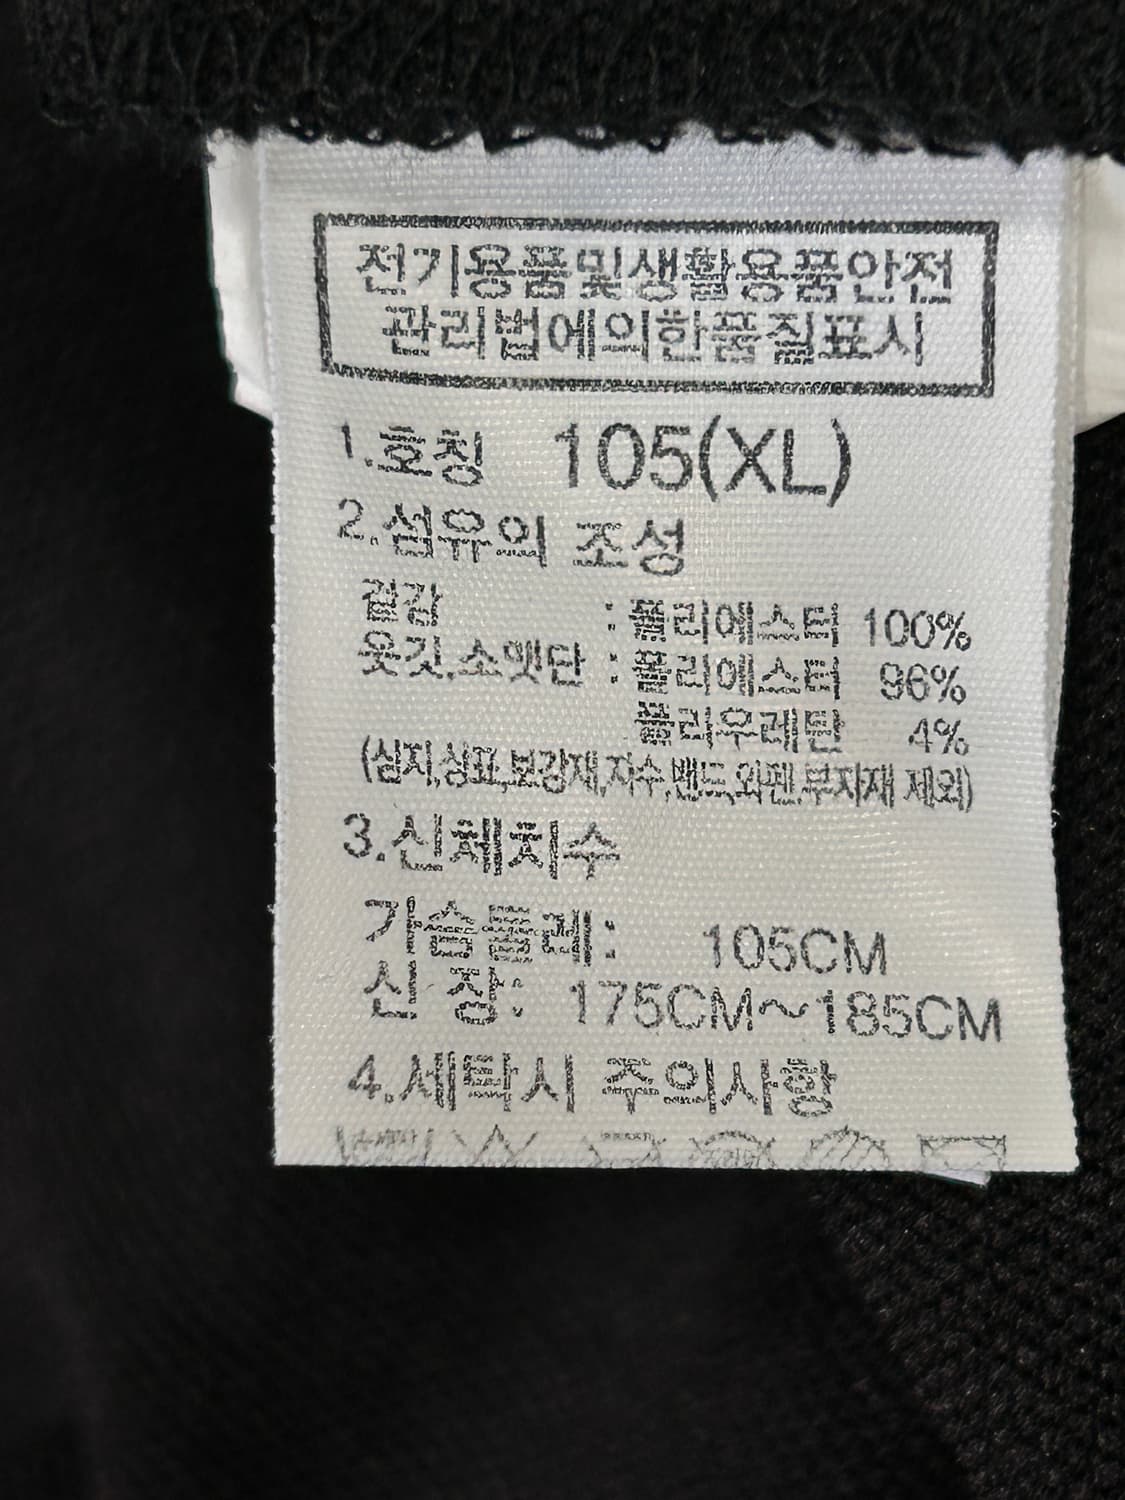 전기용품및생활용품안전
관리법에의한품질표시
1.호칭 105(XL)
2.섬유의 조성
겉감 : 폴리에스터 100%
옷깃,소맷단 : 폴리에스터 96%
폴리우레탄 4%
(심지,상표,보강재,자수,밴드,와펜,부자재 제외)
3.신체치수
가슴둘레: 105CM
신 장: 175CM~185CM
4.세탁시 주의사항